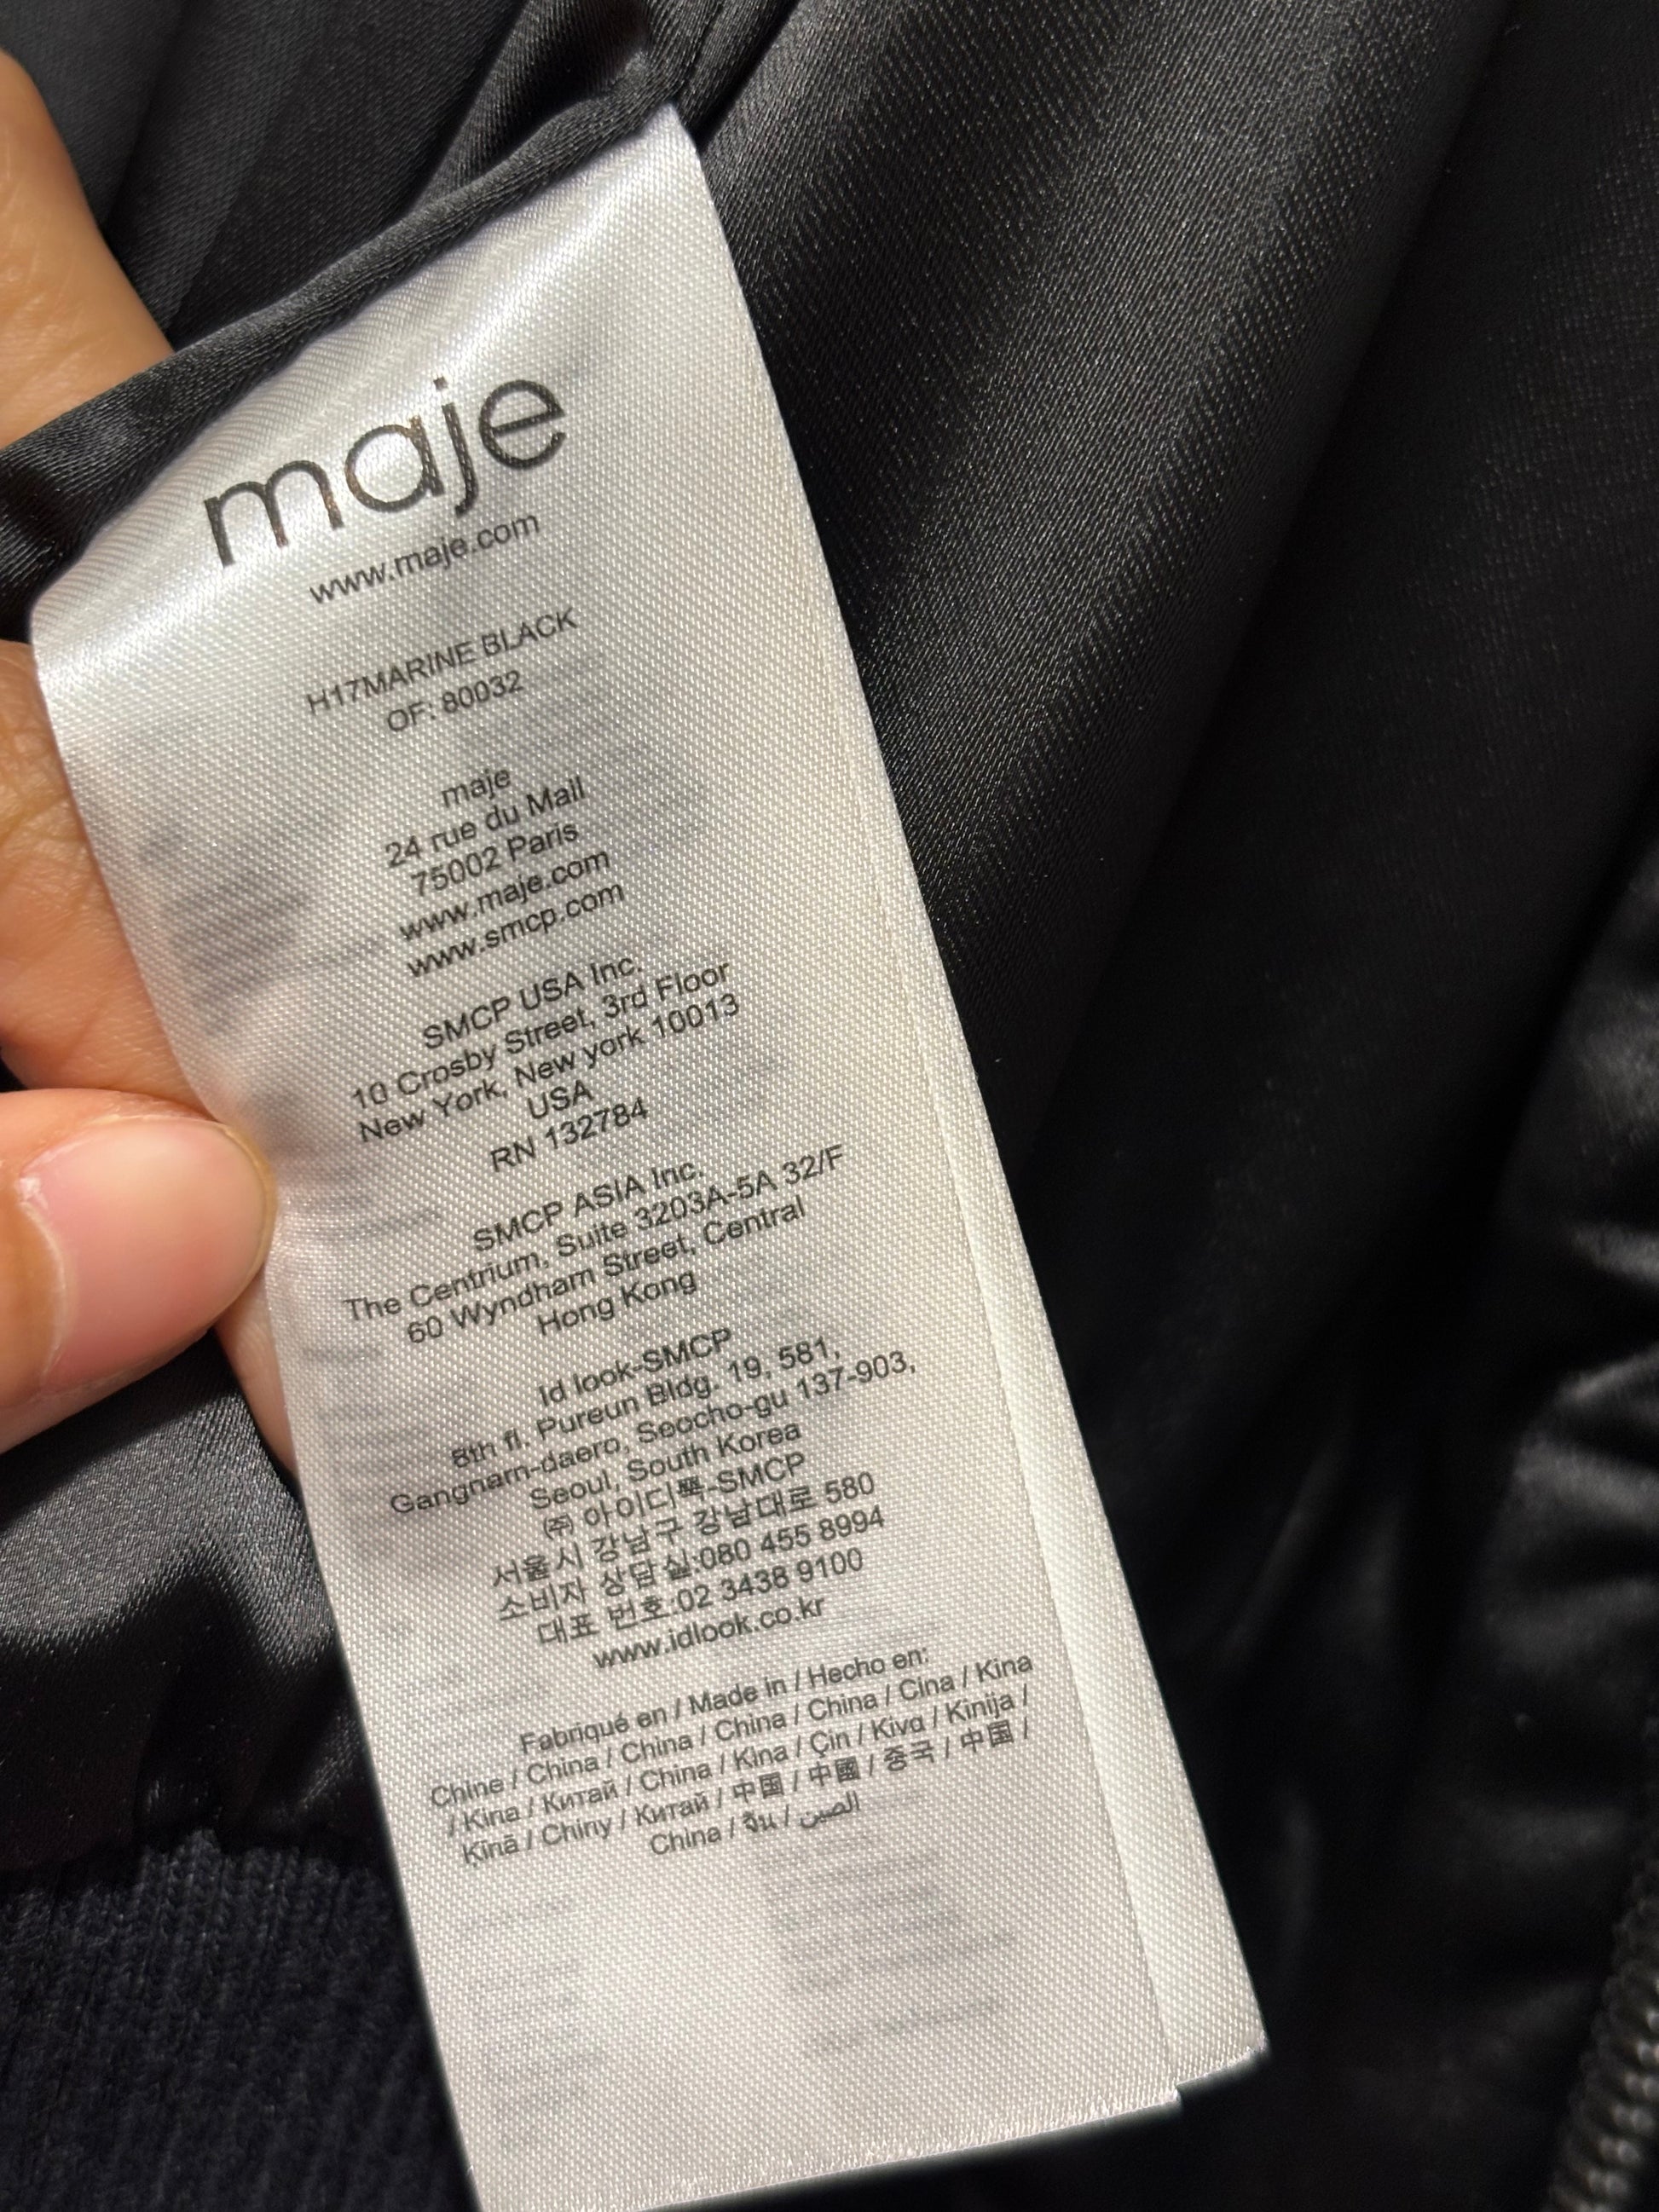 maje
www.maje.com
H17MARINE BLACK
OF: 80032
maje
24 rue du Mail
75002 Paris
www.maje.com
www.smcp.com
SMCP USA Inc.
10 Crosby Street, 3rd Floor
New York, New york 10013
USA
RN 132784
SMCP ASIA Inc.
The Centrium, Suite 3203A-5A 32/F
60 Wyndham Street, Central
Hong Kong
Id look-SMCP
8th fl. Pureun Bldg. 19, 581,
Gangnam-daero, Seocho-gu 137-903,
Seoul, South Korea
㈜ 아이디룩-SMCP
서울시 강남구 강남대로 580
소비자 상담실:080 455 8994
대표 번호:02 3438 9100
www.idlook.co.kr
Fabriqué en / Made in / Hecho en:
Chine / China / China / China / Cina / Kina
/ Kina / Китай / China / Kina / Çin / Kίνα / Kinija /
Ķīnā / Chiny / Китай / 中国 / 中國 / 중국 / 中国 /
China / จีน / الصين